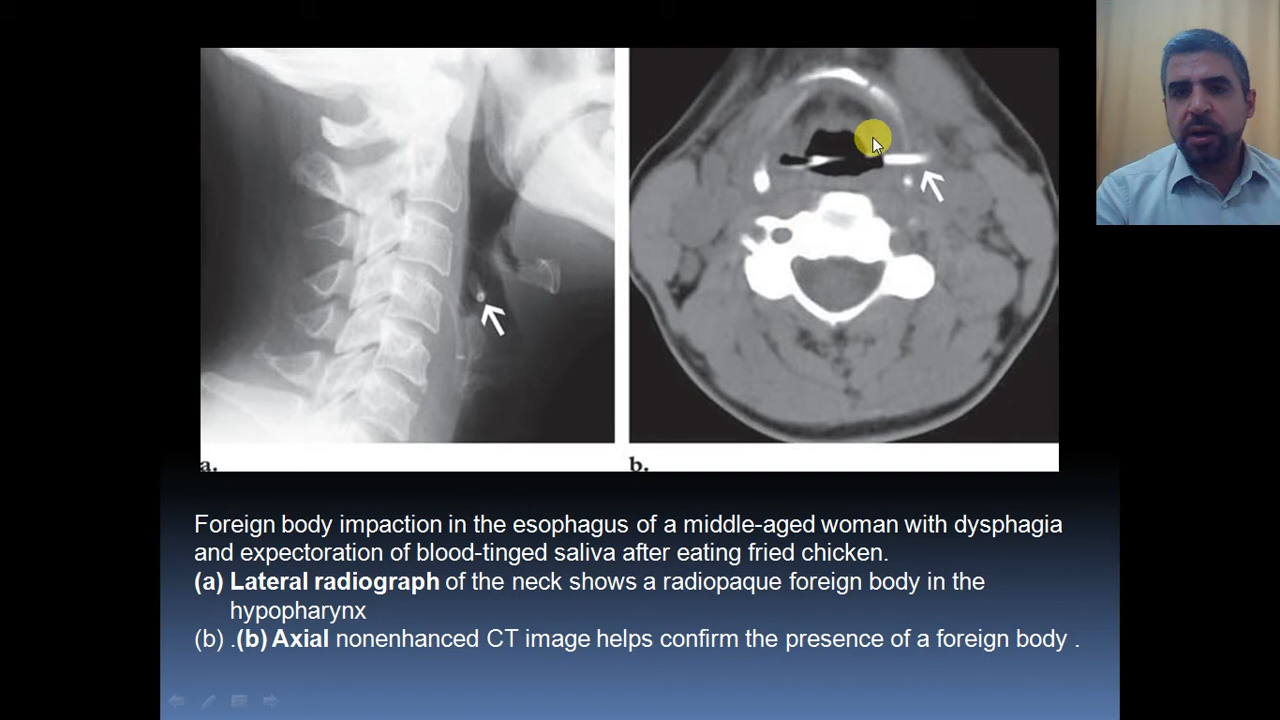 a.
b.
Foreign body impaction in the esophagus of a middle-aged woman with dysphagia
and expectoration of blood-tinged saliva after eating fried chicken.
(a) Lateral radiograph of the neck shows a radiopaque foreign body in the
hypopharynx
(b) .(b) Axial nonenhanced CT image helps confirm the presence of a foreign body .